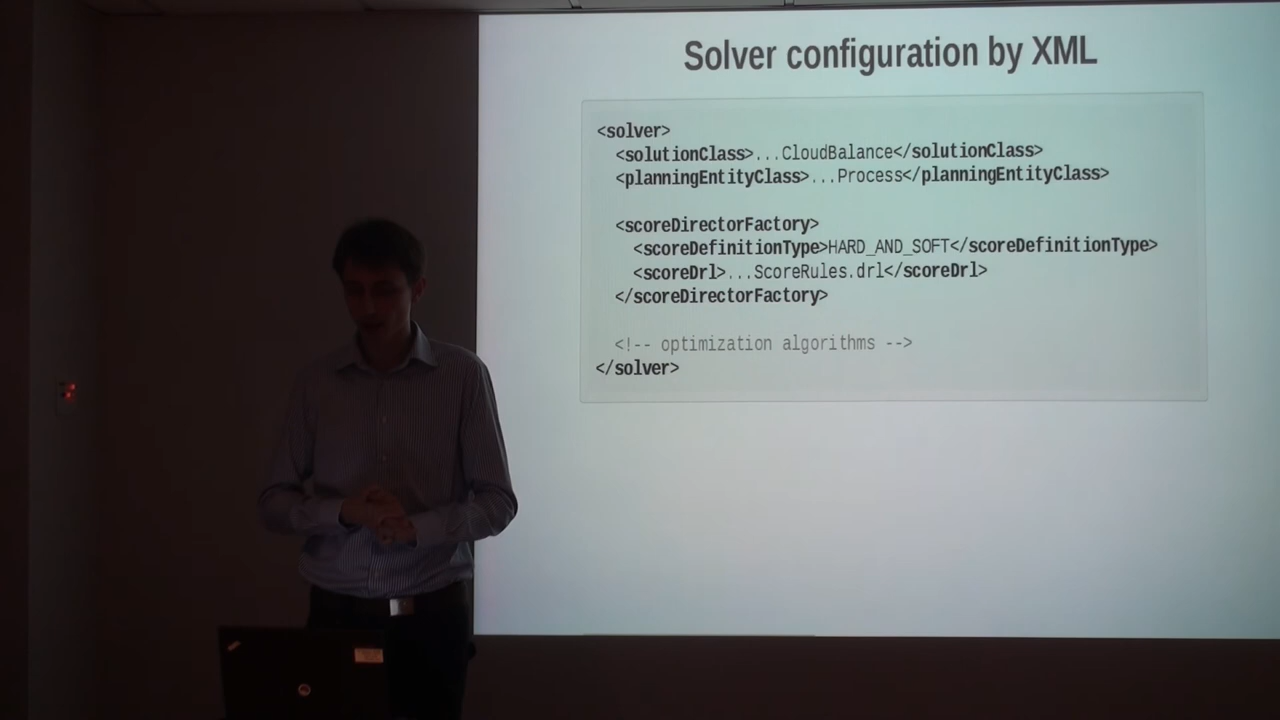 Solver configuration by XML
<solver>
<solutionClass>...CloudBalance</solutionClass>
<planningEntityClass>...Process</planningEntityClass>
<scoreDirectorFactory>
<scoreDefinitionType>HARD_AND_SOFT</scoreDefinitionType>
<scoreDrl>...ScoreRules.drl</scoreDrl>
</scoreDirectorFactory>
<!-- optimization algorithms -->
</solver>